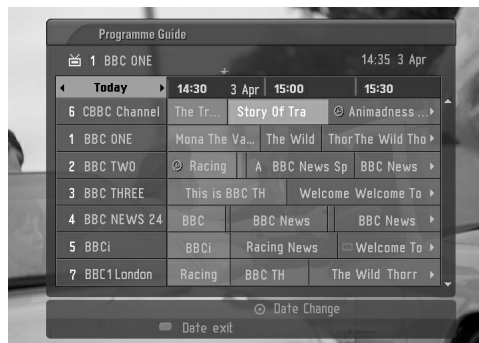 Programme Guide
1 BBC ONE 14:35 3 Apr
Today 14:30 3 Apr 15:00 15:30
6 CBBC Channel The Tr... Story Of Tra Animadness ...
1 BBC ONE Mona The Va... The Wild Thor The Wild Tho
2 BBC TWO Racing A BBC News Sp BBC News
3 BBC THREE This is BBC TH Welcome Welcome To
4 BBC NEWS 24 BBC BBC News BBC News
5 BBCi BBCi Racing News Welcome To
7 BBC1 London Racing BBC TH The Wild Thorr
Date Change
Date exit